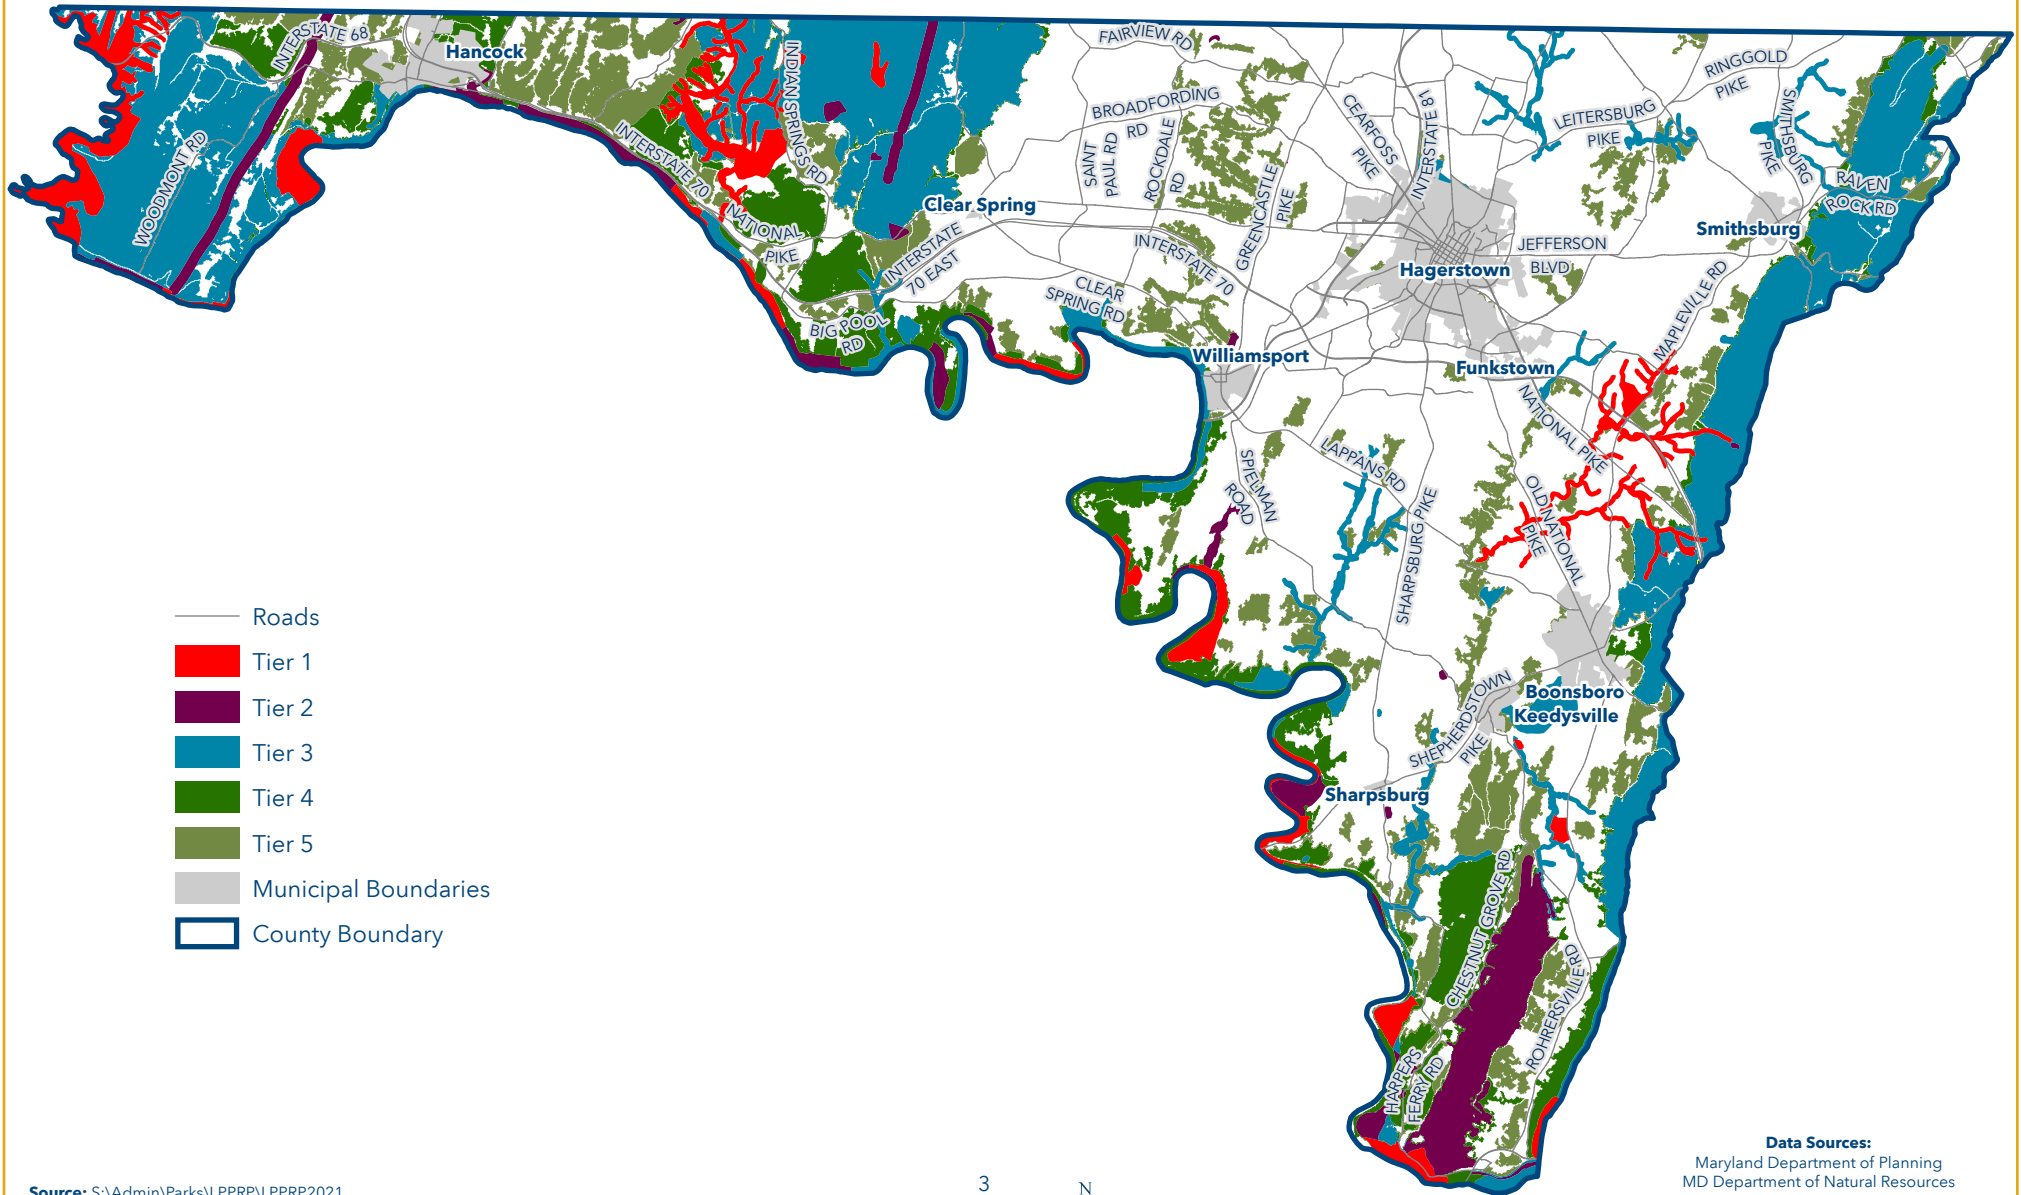 INTERSTATE 68
Hancock
INDIAN SPRINGS RD
FAIRVIEW RD
BROADFORDING
RD
SAINT
PAUL RD
ROCKDALE
RD
CEARFOSS
PIKE
INTERSTATE 81
LEITERSBURG
PIKE
RINGGOLD
PIKE
SMITHSBURG
PIKE
RAVEN
ROCK RD
WOODMONT RD
INTERSTATE 70
NATIONAL
PIKE
Clear Spring
INTERSTATE
70 EAST
GREENCASTLE
PIKE
INTERSTATE 70
CLEAR
SPRING RD
BIG POOL
RD
Smithsburg
JEFFERSON
BLVD
Hagerstown
MAPLEVILLE RD
Williamsport
Funkstown
NATIONAL PIKE
LAPPANS RD
SPIELMAN
ROAD
SHARPSBURG PIKE
OLD NATIONAL
PIKE
Boonsboro
Keedysville
SHEPHERDSTOWN
PIKE
Sharpsburg
CHESTNUT GROVE RD
ROHRERSVILLE RD
HARPERS
FERRY RD
Roads
Tier 1
Tier 2
Tier 3
Tier 4
Tier 5
Municipal Boundaries
County Boundary
Data Sources:
Maryland Department of Planning
MD Department of Natural Resources
Source: S:\Admin\Parks\LPPRP\LPPRP2021
3
N